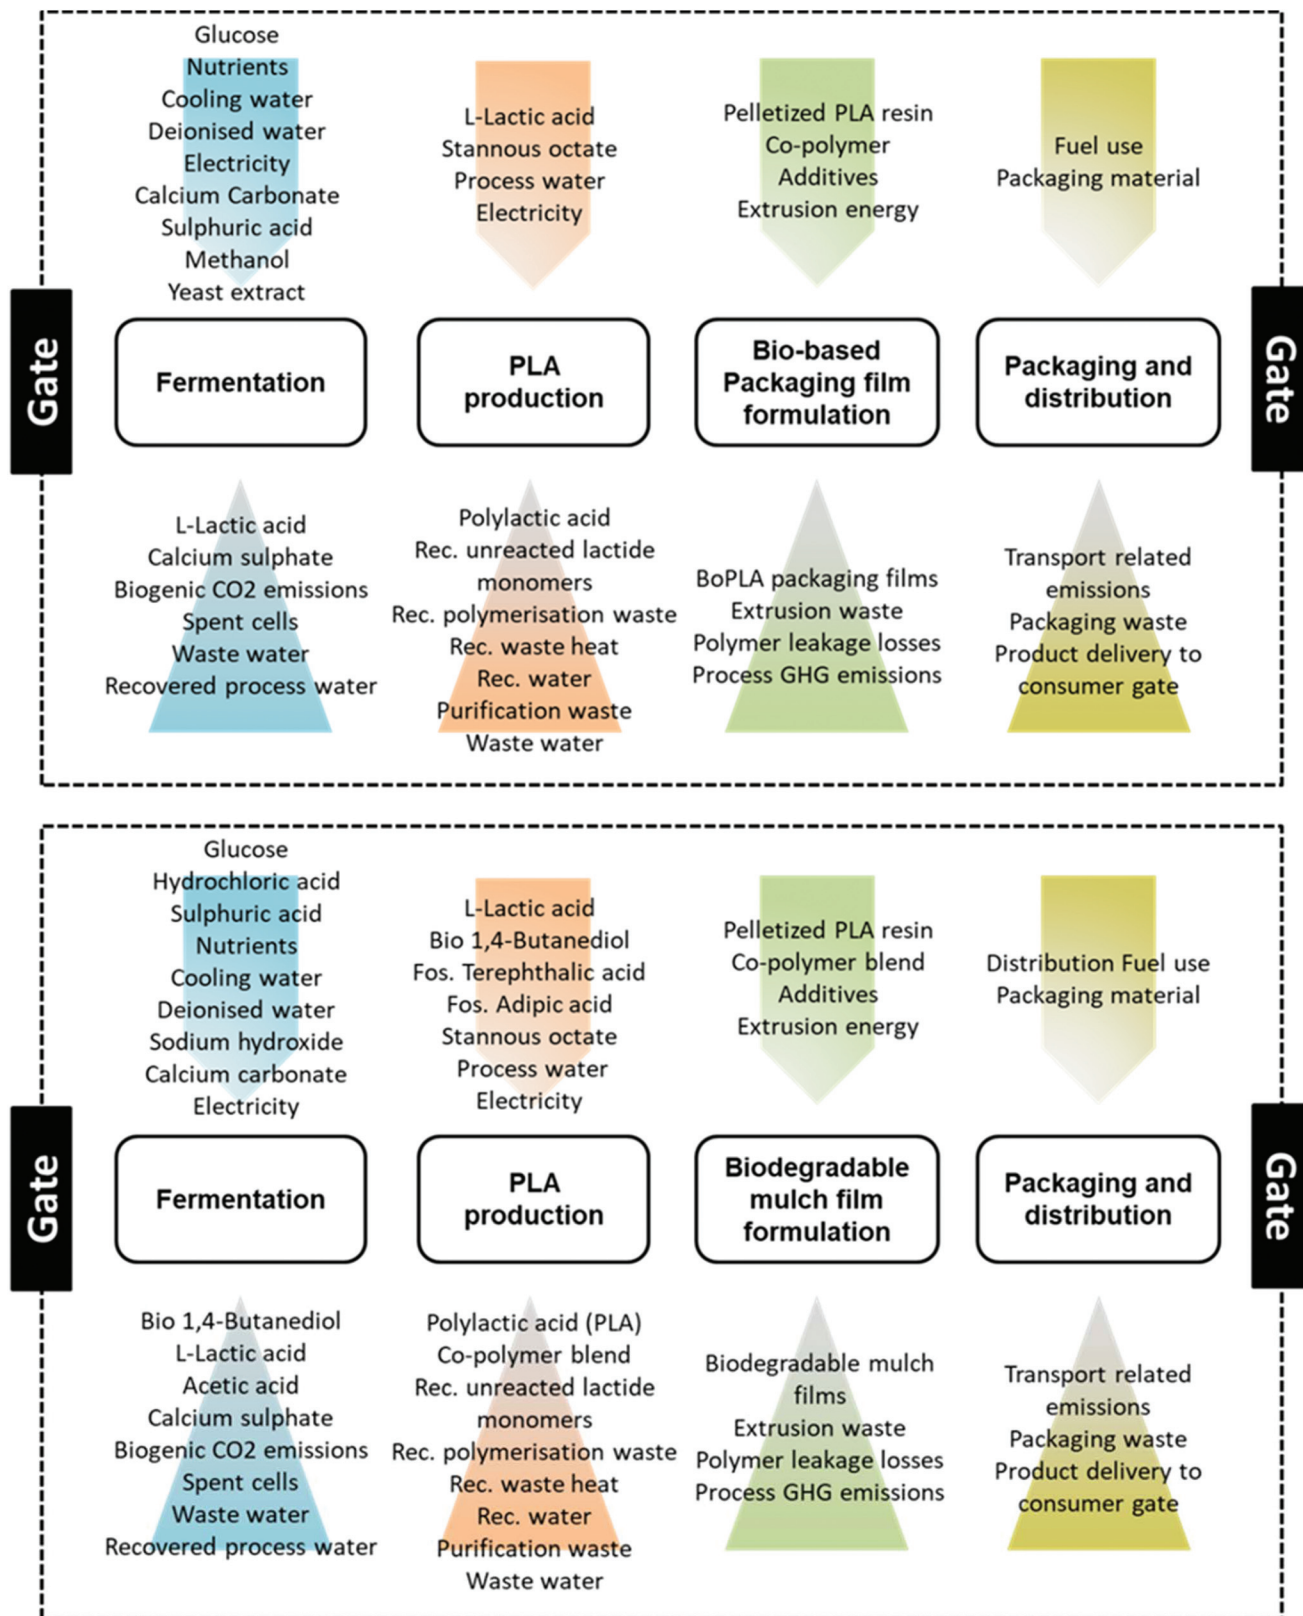 Glucose
Nutrients
Cooling water
Deionised water
Electricity
Calcium Carbonate
Sulphuric acid
Methanol
Yeast extract
L-Lactic acid
Stannous octate
Process water
Electricity
Pelletized PLA resin
Co-polymer
Additives
Extrusion energy
Fuel use
Packaging material
Gate
Fermentation
PLA
production
Bio-based
Packaging film
formulation
Packaging and
distribution
Gate
L-Lactic acid
Calcium sulphate
Biogenic CO2 emissions
Spent cells
Waste water
Recovered process water
Polylactic acid
Rec. unreacted lactide
monomers
Rec. polymerisation waste
Rec. waste heat
Rec. water
Purification waste
Waste water
BoPLA packaging films
Extrusion waste
Polymer leakage losses
Process GHG emissions
Transport related
emissions
Packaging waste
Product delivery to
consumer gate
Glucose
Hydrochloric acid
Sulphuric acid
Nutrients
Cooling water
Deionised water
Sodium hydroxide
Calcium carbonate
Electricity
L-Lactic acid
Bio 1,4-Butanediol
Fos. Terephthalic acid
Fos. Adipic acid
Stannous octate
Process water
Electricity
Pelletized PLA resin
Co-polymer blend
Additives
Extrusion energy
Distribution Fuel use
Packaging material
Gate
Fermentation
PLA
production
Biodegradable
mulch film
formulation
Packaging and
distribution
Gate
Bio 1,4-Butanediol
L-Lactic acid
Acetic acid
Calcium sulphate
Biogenic CO2 emissions
Spent cells
Waste water
Recovered process water
Polylactic acid (PLA)
Co-polymer blend
Rec. unreacted lactide
monomers
Rec. polymerisation waste
Rec. waste heat
Rec. water
Purification waste
Waste water
Biodegradable mulch
films
Extrusion waste
Polymer leakage losses
Process GHG emissions
Transport related
emissions
Packaging waste
Product delivery to
consumer gate